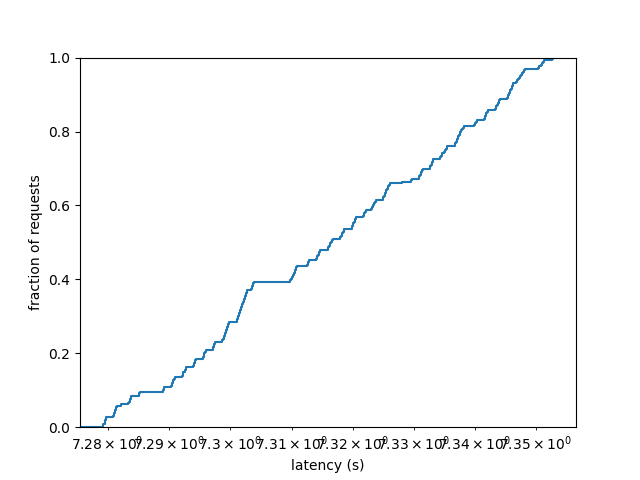 1.0
0.8
0.6
0.4
0.2
0.0
fraction of requests
7.28 × 10⁰ 7.29 × 10⁰ 7.3 × 10⁰ 7.31 × 10⁰ 7.32 × 10⁰ 7.33 × 10⁰ 7.34 × 10⁰ 7.35 × 10⁰
latency (s)